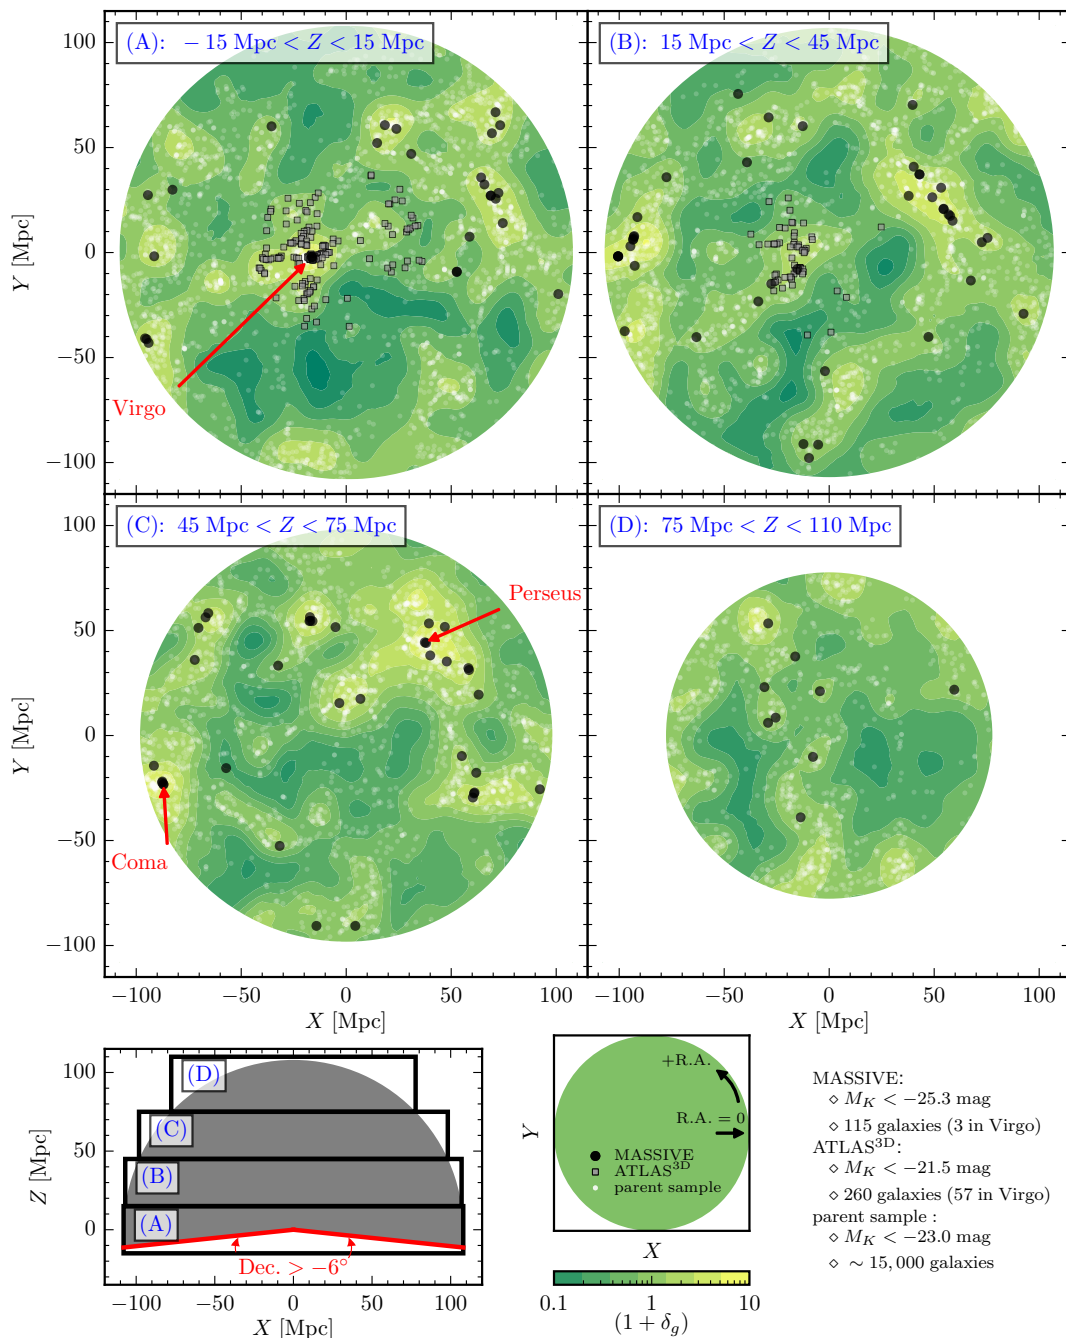 (A): − 15 Mpc < Z < 15 Mpc
(B): 15 Mpc < Z < 45 Mpc
100
50
0
−50
−100
Y [Mpc]
Virgo
(C): 45 Mpc < Z < 75 Mpc
(D): 75 Mpc < Z < 110 Mpc
100
50
0
−50
−100
Y [Mpc]
Perseus
Coma
−100 −50 0 50 100
−100 −50 0 50 100
X [Mpc]
X [Mpc]
100
50
0
Z [Mpc]
(D)
(C)
(B)
(A)
Dec. > −6°
−100 −50 0 50 100
X [Mpc]
+R.A.
R.A. = 0
Y
MASSIVE
ATLAS³ᴰ
parent sample
X
0.1 1 10
(1 + δg)
MASSIVE:
⋄ MK < −25.3 mag
⋄ 115 galaxies (3 in Virgo)
ATLAS³ᴰ:
⋄ MK < −21.5 mag
⋄ 260 galaxies (57 in Virgo)
parent sample :
⋄ MK < −23.0 mag
⋄ ∼ 15,000 galaxies